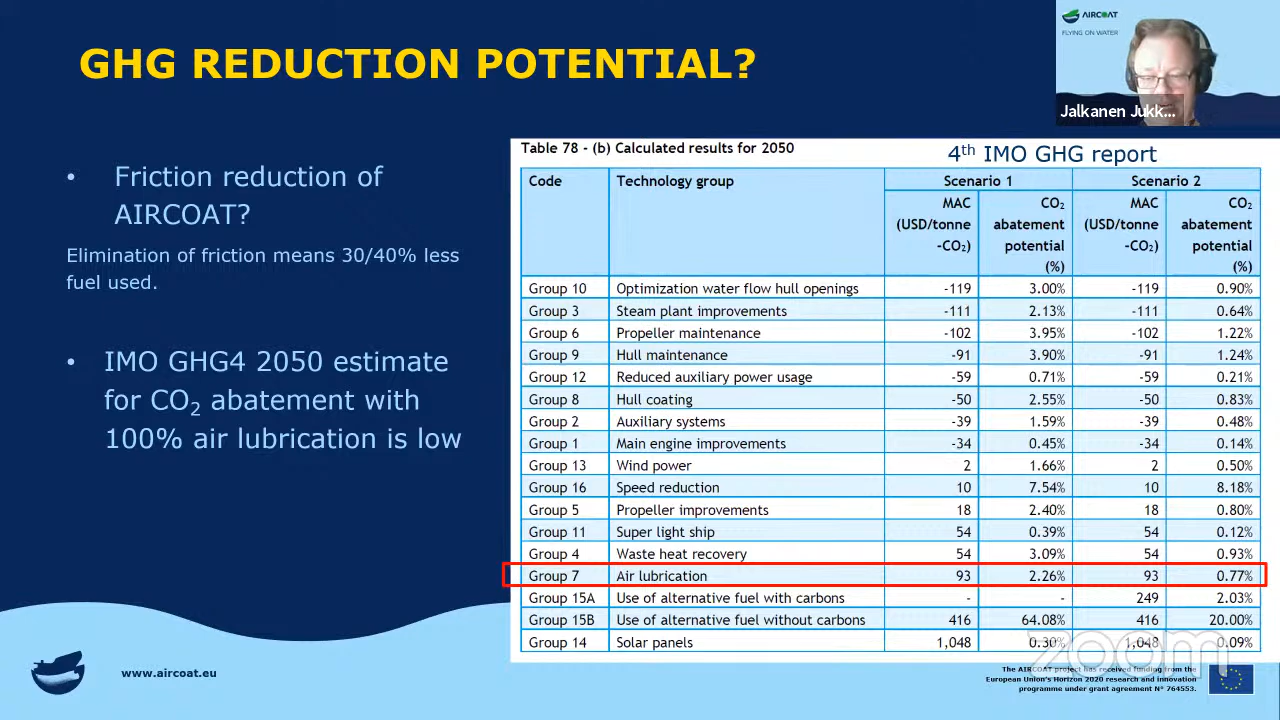 GHG REDUCTION POTENTIAL?
AIRCOAT
FLYING ON WATER
Jalkanen Jukk...
• Friction reduction of
AIRCOAT?
Elimination of friction means 30/40% less
fuel used.
• IMO GHG4 2050 estimate
for CO₂ abatement with
100% air lubrication is low
Table 78 - (b) Calculated results for 2050
4th IMO GHG report
Code Technology group Scenario 1 Scenario 2
MAC CO₂ MAC CO₂
(USD/tonne abatement (USD/tonne abatement
-CO₂) potential -CO₂) potential
(%) (%)
Group 10 Optimization water flow hull openings -119 3.00% -119 0.90%
Group 3 Steam plant improvements -111 2.13% -111 0.64%
Group 6 Propeller maintenance -102 3.95% -102 1.22%
Group 9 Hull maintenance -91 3.90% -91 1.24%
Group 12 Reduced auxiliary power usage -59 0.71% -59 0.21%
Group 8 Hull coating -50 2.55% -50 0.83%
Group 2 Auxiliary systems -39 1.59% -39 0.48%
Group 1 Main engine improvements -34 0.45% -34 0.14%
Group 13 Wind power 2 1.66% 2 0.50%
Group 16 Speed reduction 10 7.54% 10 8.18%
Group 5 Propeller improvements 18 2.40% 18 0.80%
Group 11 Super light ship 54 0.39% 54 0.12%
Group 4 Waste heat recovery 54 3.09% 54 0.93%
Group 7 Air lubrication 93 2.26% 93 0.77%
Group 15A Use of alternative fuel with carbons - - 249 2.03%
Group 15B Use of alternative fuel without carbons 416 64.08% 416 20.00%
Group 14 Solar panels 1,048 0.30% 1,048 0.09%
zoom
www.aircoat.eu
The AIRCOAT project has received funding from the
European Union's Horizon 2020 research and innovation
programme under grant agreement N° 764553.